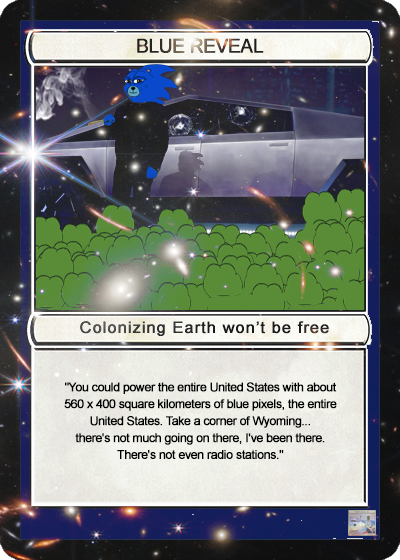 BLUE REVEAL
Colonizing Earth won't be free
"You could power the entire United States with about
560 x 400 square kilometers of blue pixels, the entire
United States. Take a corner of Wyoming...
there's not much going on there, I've been there.
There's not even radio stations."